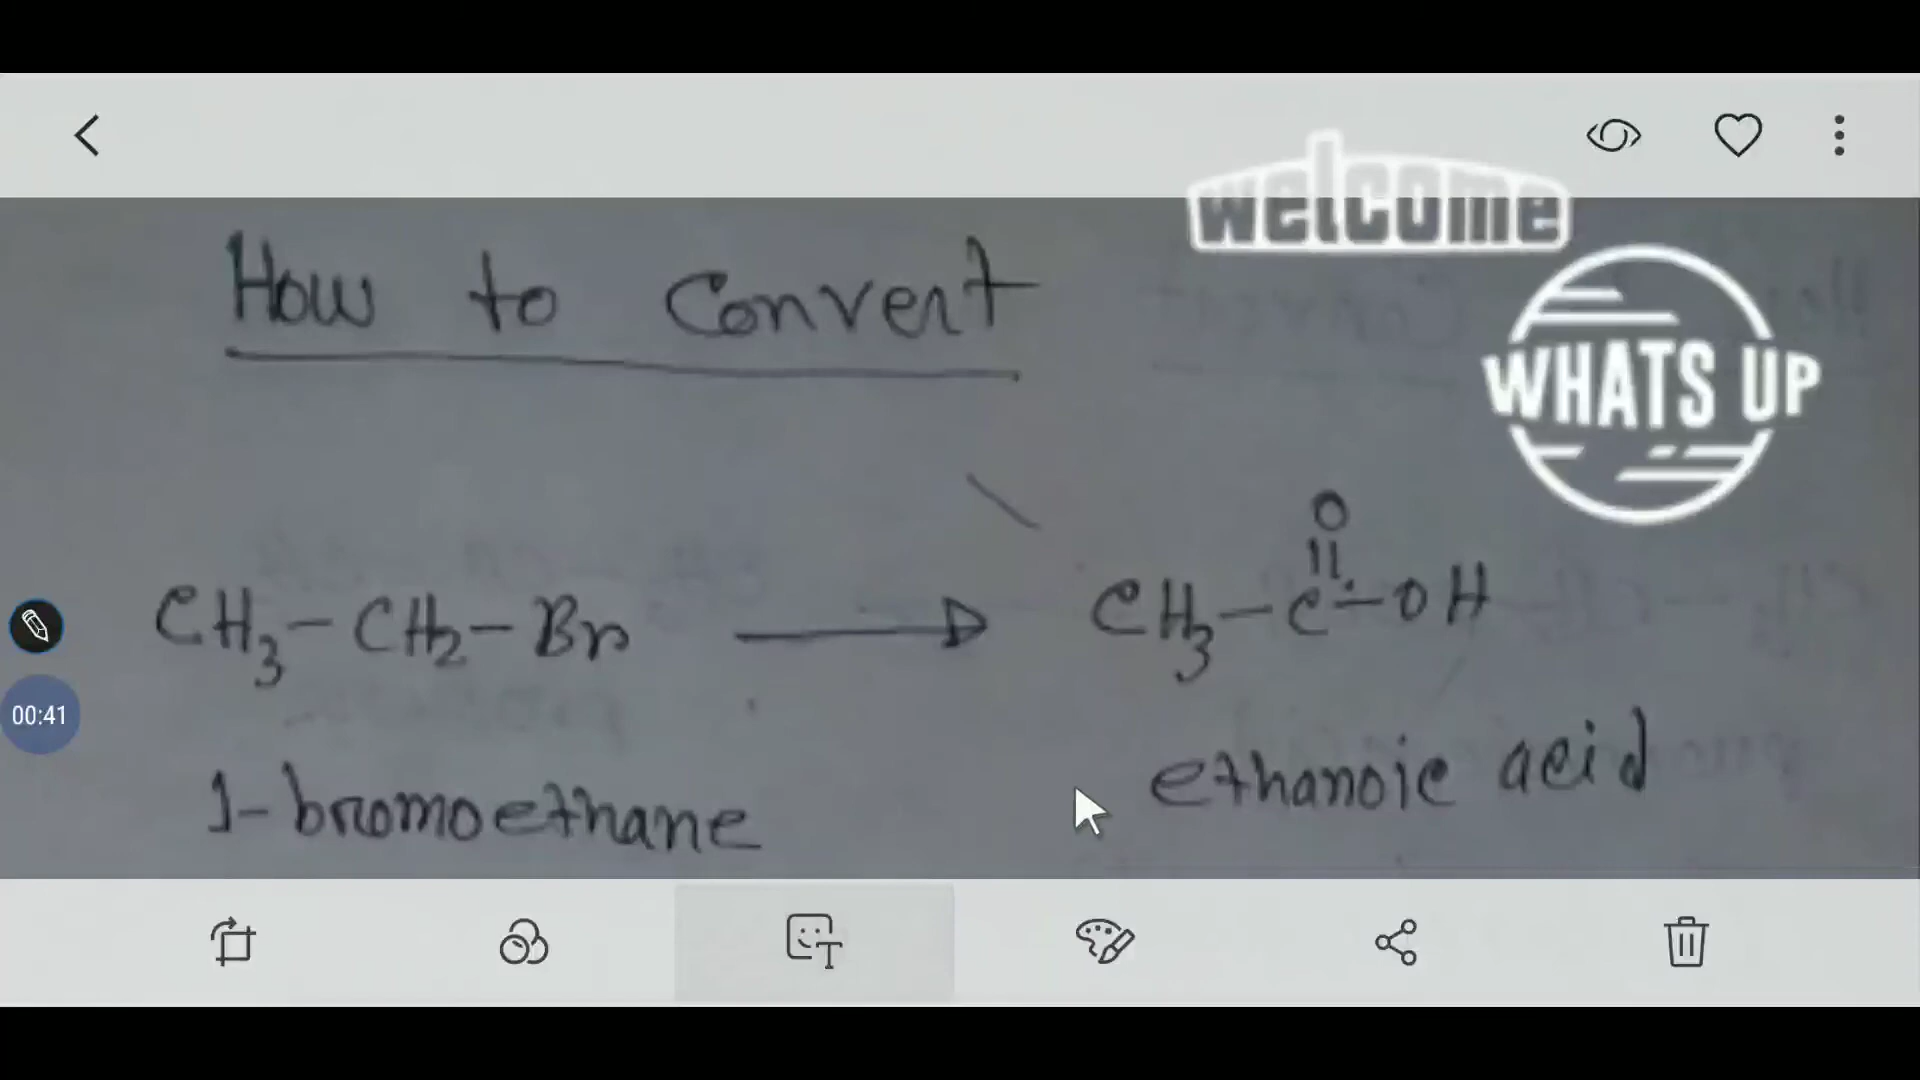 welcome
How to Convert
WHATS UP
O
||
CH3-CH2-Br → CH3-C-OH
00:41
1-bromoethane
ethanoic acid
T